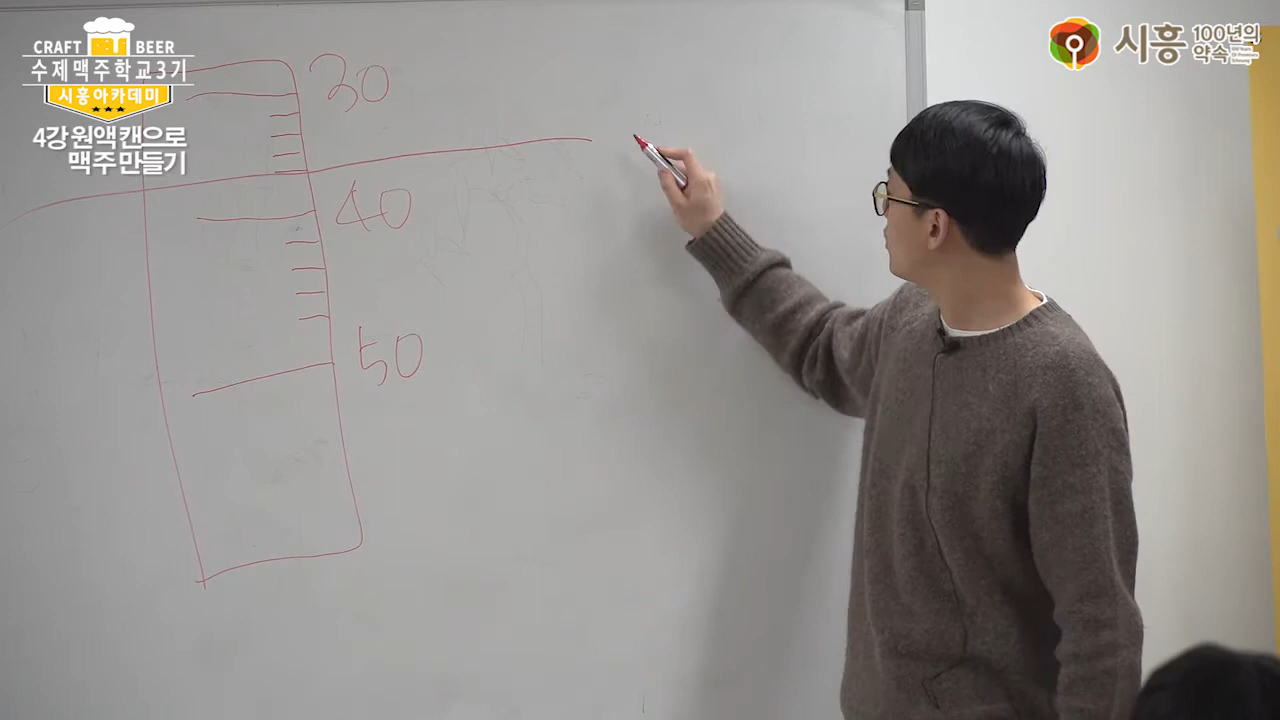 CRAFT BEER
수제맥주학교3기
시흥아카데미
4강 원액 캔으로
맥주 만들기
시흥 100년의
약속
30
40
50